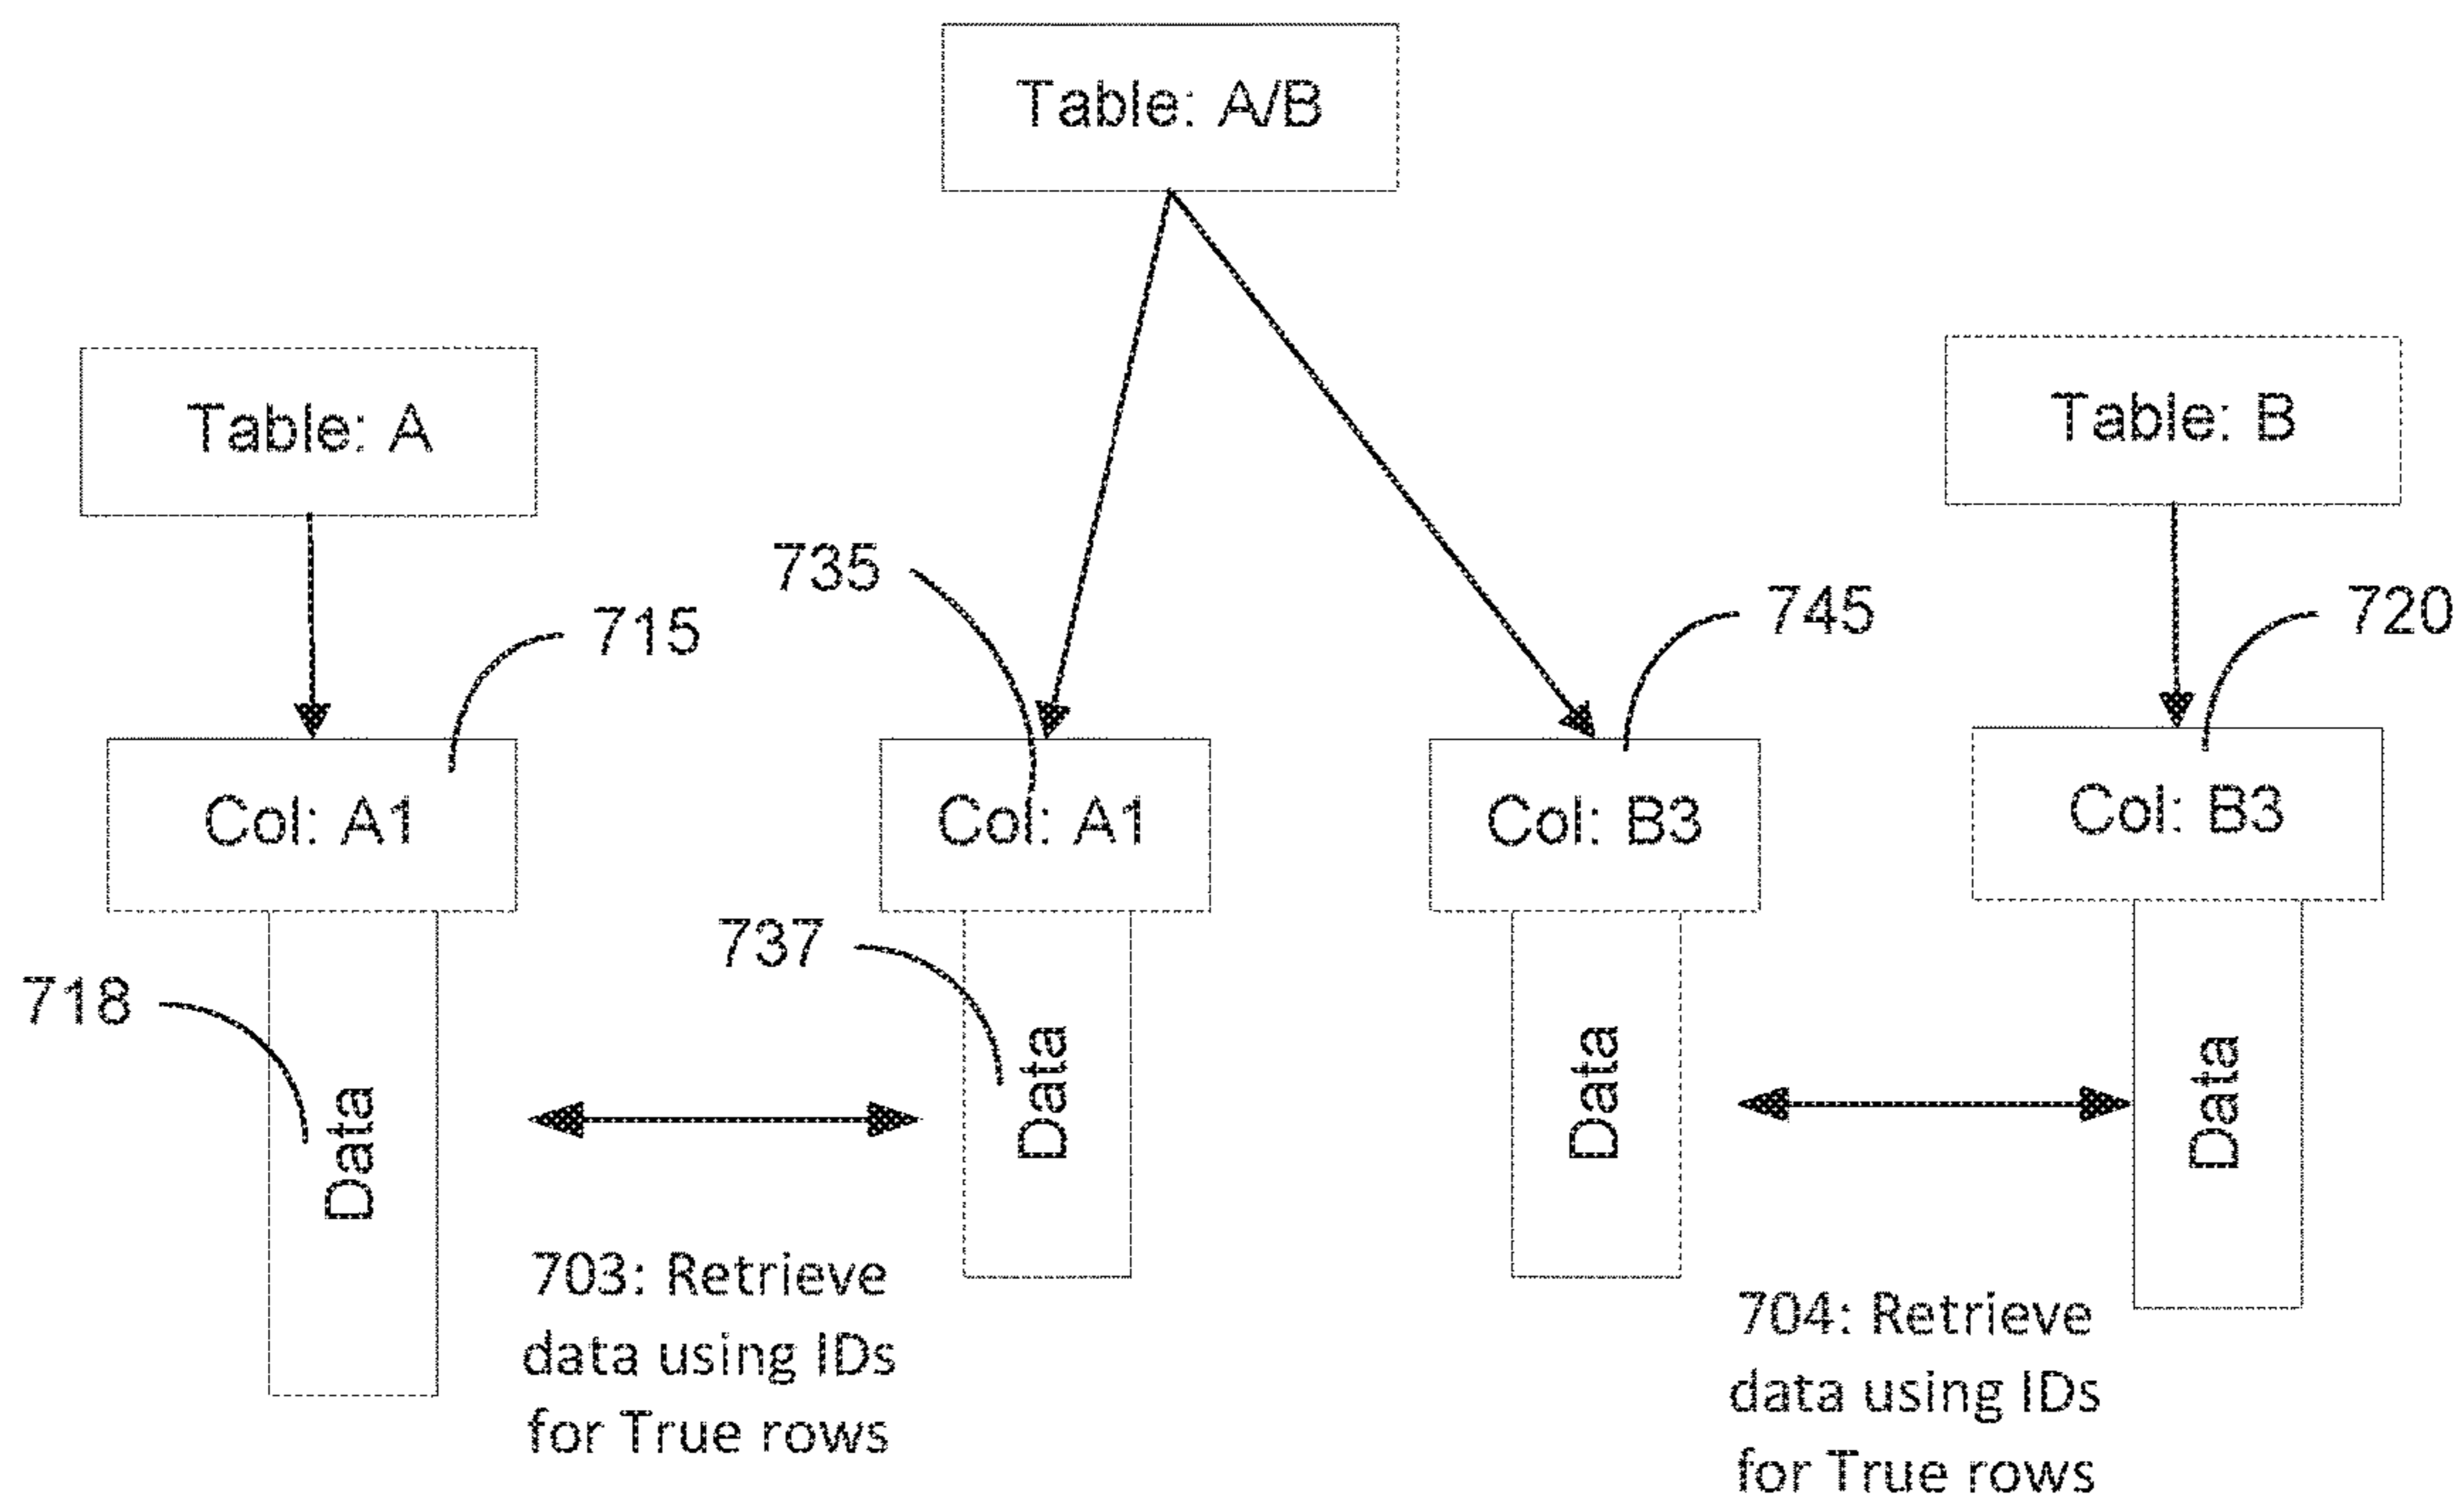 Table: A/B
Table: A
Table: B
735
745
720
715
Col: A1
Col: A1
Col: B3
Col: B3
737
718
Data
Data
Data
Data
703: Retrieve
data using IDs
for True rows
704: Retrieve
data using IDs
for True rows